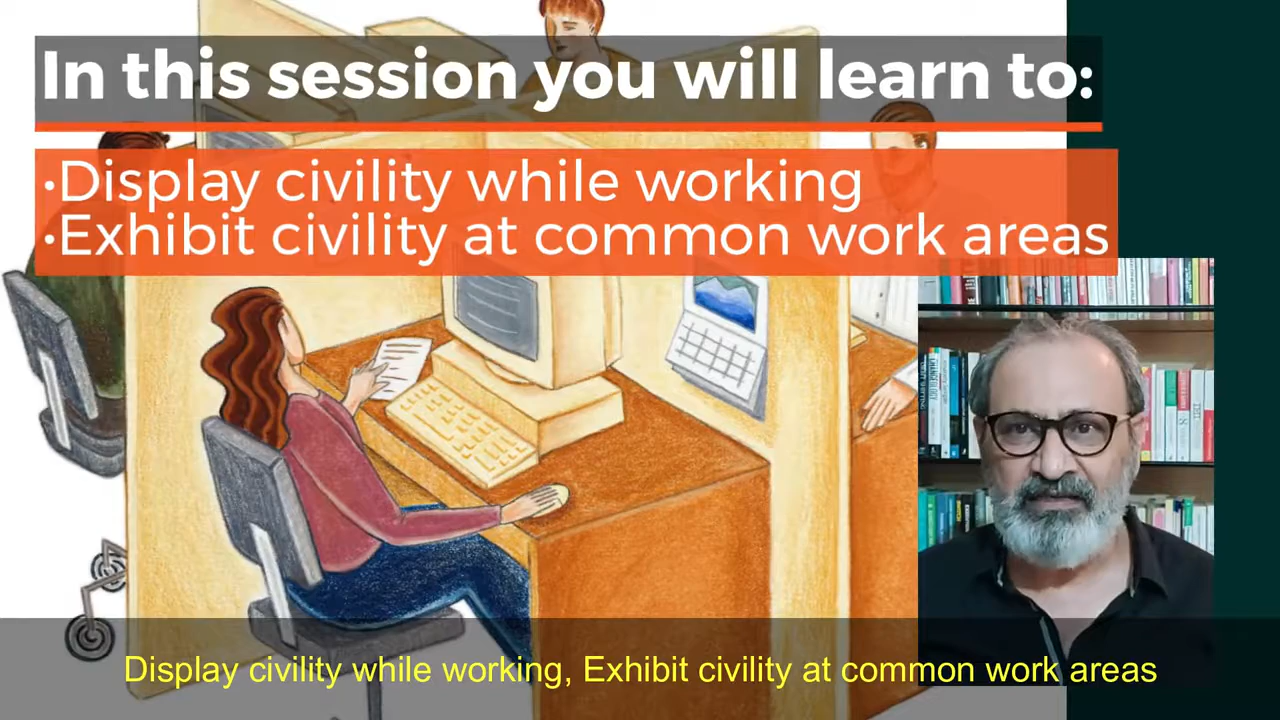 In this session you will learn to:
•Display civility while working
•Exhibit civility at common work areas
Display civility while working, Exhibit civility at common work areas